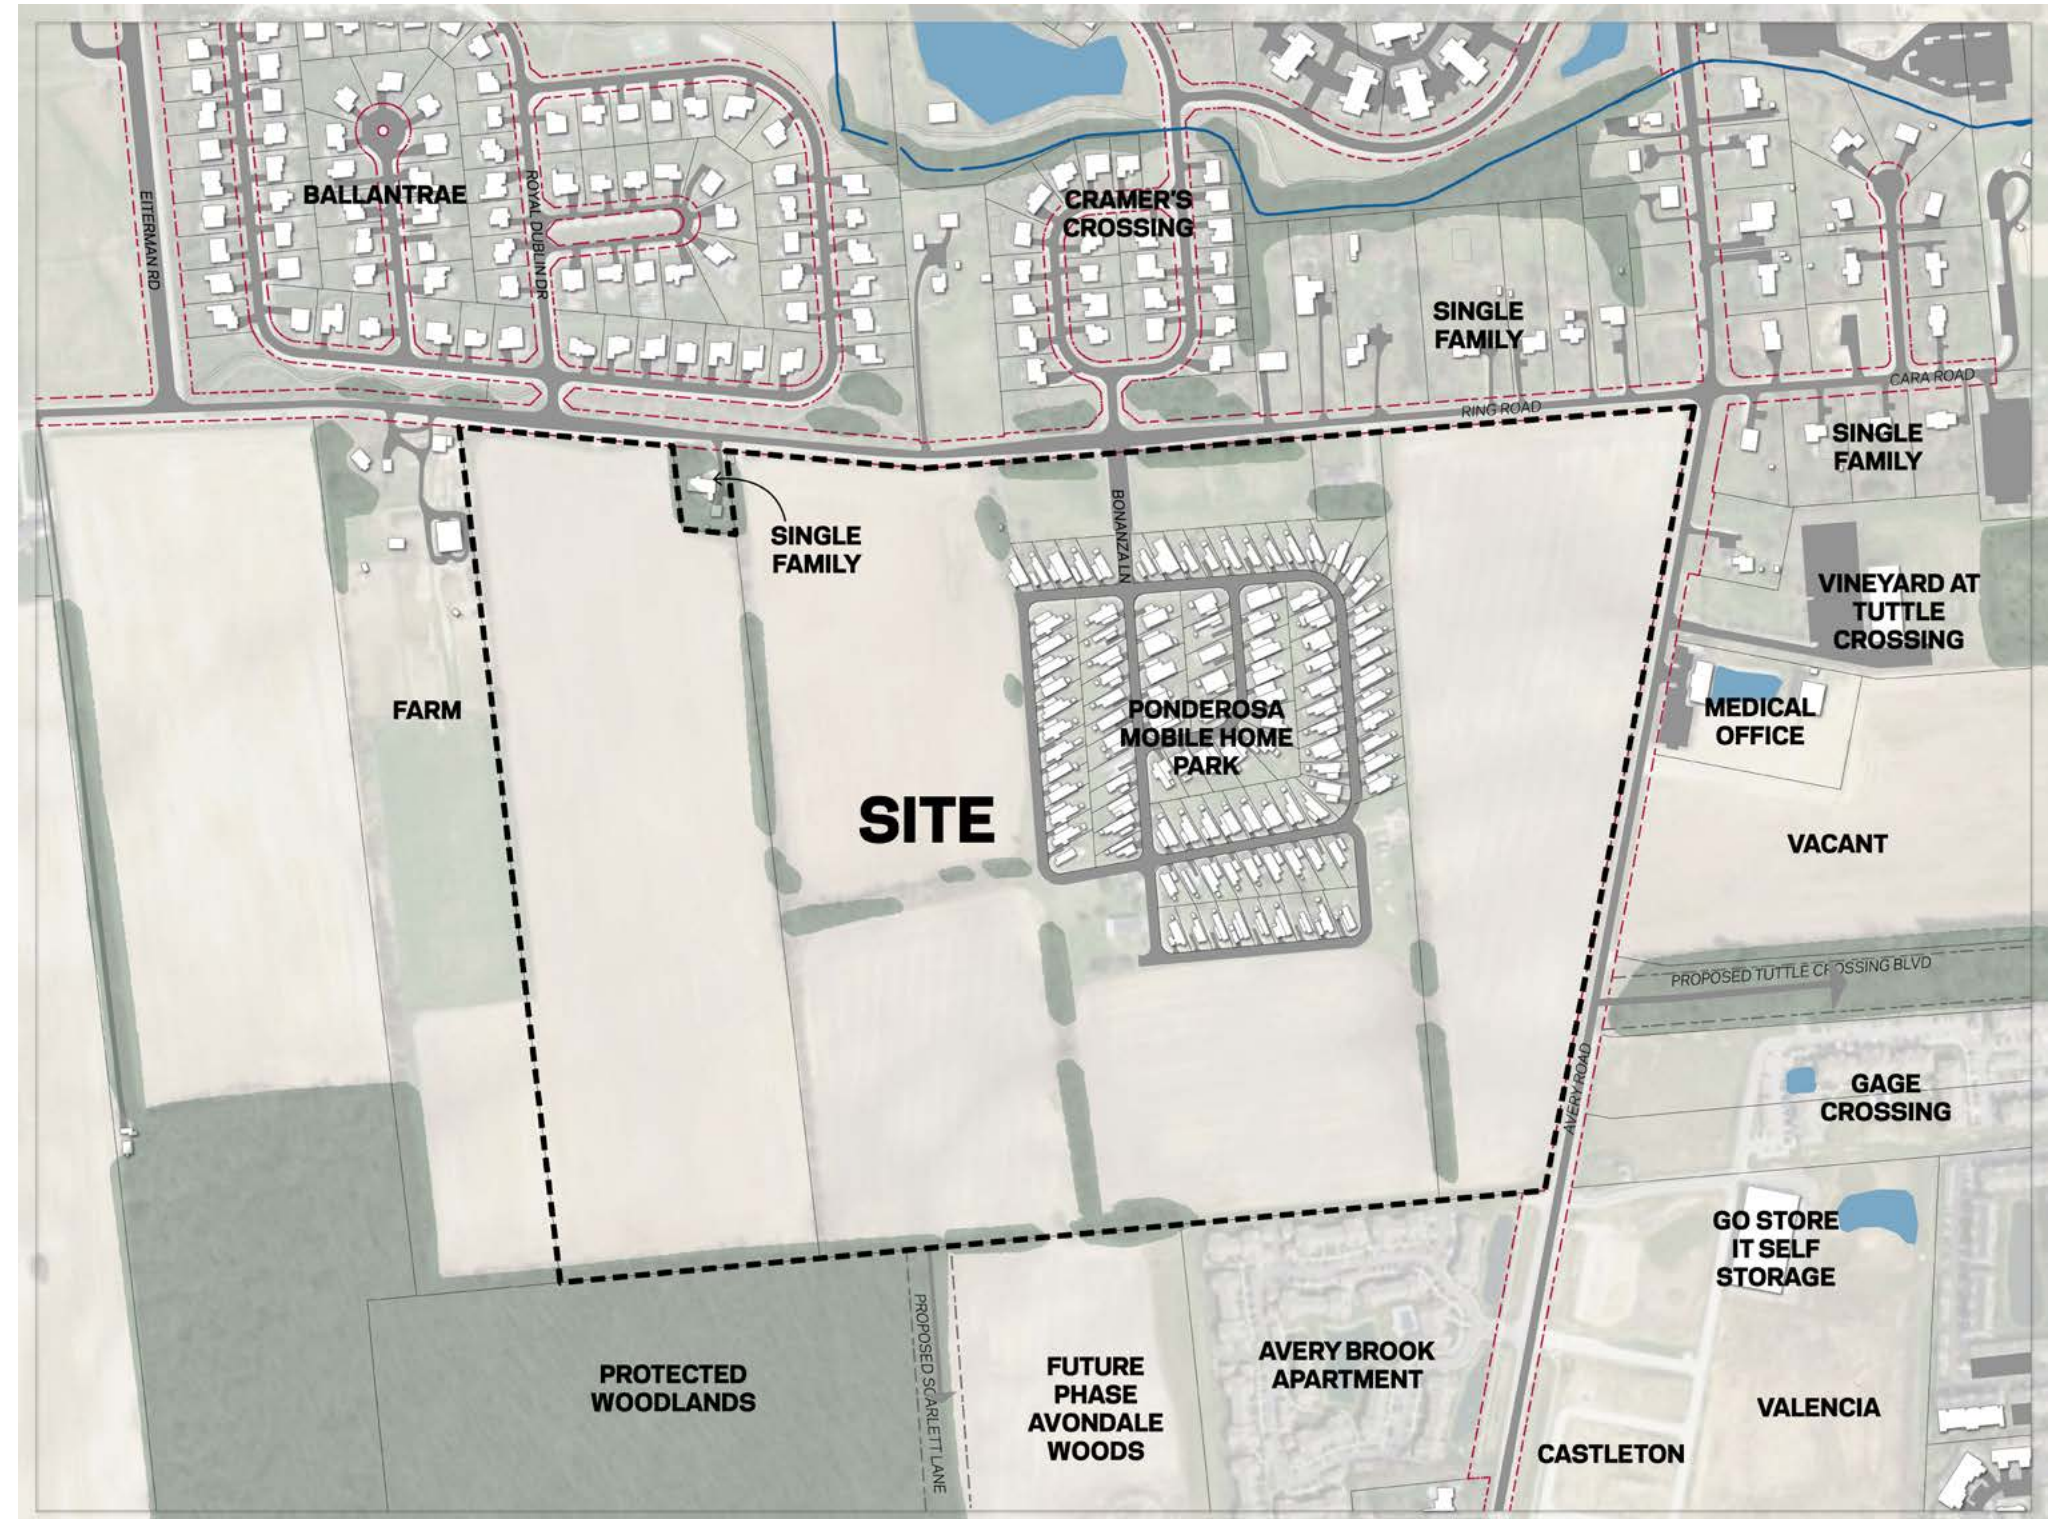 BALLANTRAE
EITERMAN RD
ROYAL DUBLIN DR
CRAMER'S
CROSSING
SINGLE
FAMILY
CARA ROAD
RING ROAD
SINGLE
FAMILY
BONANZA LN
SINGLE
FAMILY
VINEYARD AT
TUTTLE
CROSSING
FARM
PONDEROSA
MOBILE HOME
PARK
MEDICAL
OFFICE
SITE
VACANT
PROPOSED TUTTLE CROSSING BLVD
AVERY ROAD
GAGE
CROSSING
GO STORE
IT SELF
STORAGE
PROTECTED
WOODLANDS
PROPOSED SCARLETT LANE
FUTURE
PHASE
AVONDALE
WOODS
AVERY BROOK
APARTMENT
VALENCIA
CASTLETON